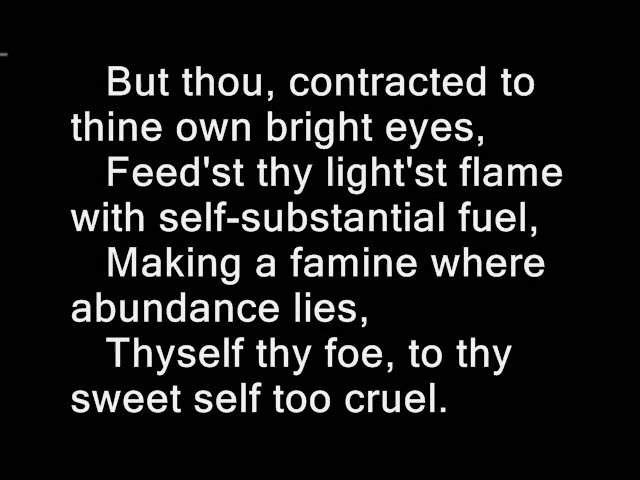 But thou, contracted to
thine own bright eyes,
Feed'st thy light'st flame
with self-substantial fuel,
Making a famine where
abundance lies,
Thyself thy foe, to thy
sweet self too cruel.